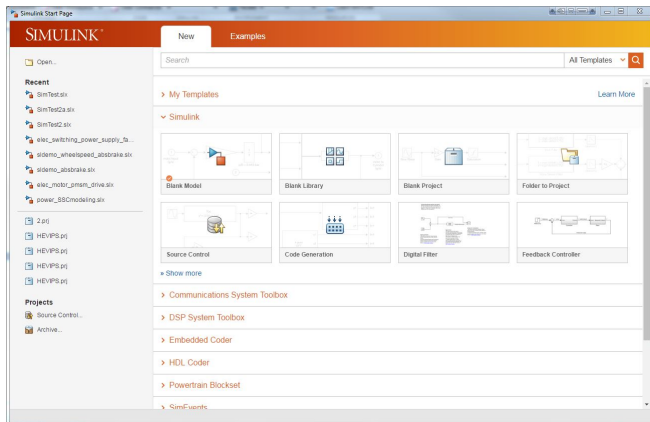 Simulink Start Page
SIMULINK®
New
Examples
Open...
Recent
SimTest.slx
SimTest2a.slx
SimTest2.slx
elec_switching_power_supply_fa...
sldemo_wheelspeed_absbrake.slx
sldemo_absbrake.slx
elec_motor_pmsm_drive.slx
power_SSCmodeling.slx
2.prj
HEVIPS.prj
HEVIPS.prj
HEVIPS.prj
HEVIPS.prj
Projects
Source Control...
Archive...
Search
All Templates
My Templates
Learn More
Simulink
Blank Model
Blank Library
Blank Project
Folder to Project
Source Control
Code Generation
Digital Filter
Feedback Controller
» Show more
Communications System Toolbox
DSP System Toolbox
Embedded Coder
HDL Coder
Powertrain Blockset
SimEvents